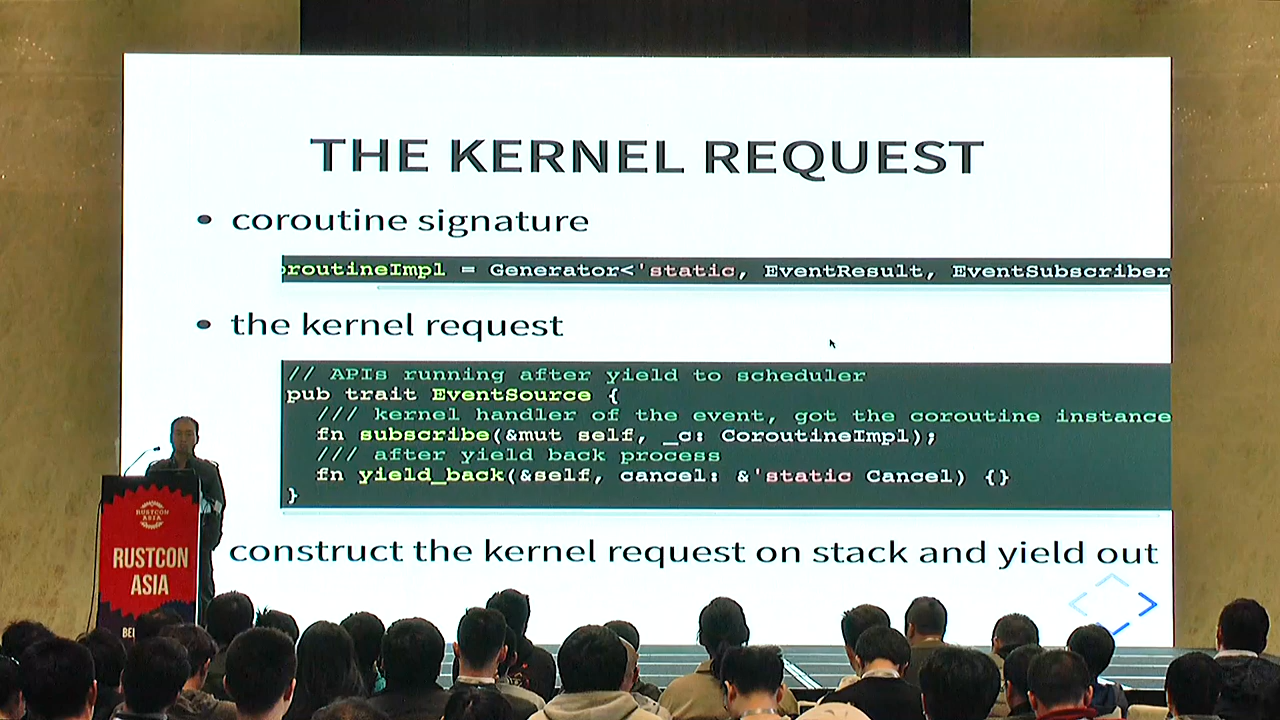 THE KERNEL REQUEST
• coroutine signature
oroutineImpl = Generator<'static, EventResult, EventSubscriber
• the kernel request
// APIs running after yield to scheduler
pub trait EventSource {
/// kernel handler of the event, got the coroutine instance
fn subscribe(&mut self, _c: CoroutineImpl);
/// after yield back process
fn yield_back(&self, cancel: &'static Cancel) {}
}
construct the kernel request on stack and yield out
RUSTCON
ASIA
RUSTCON
ASIA